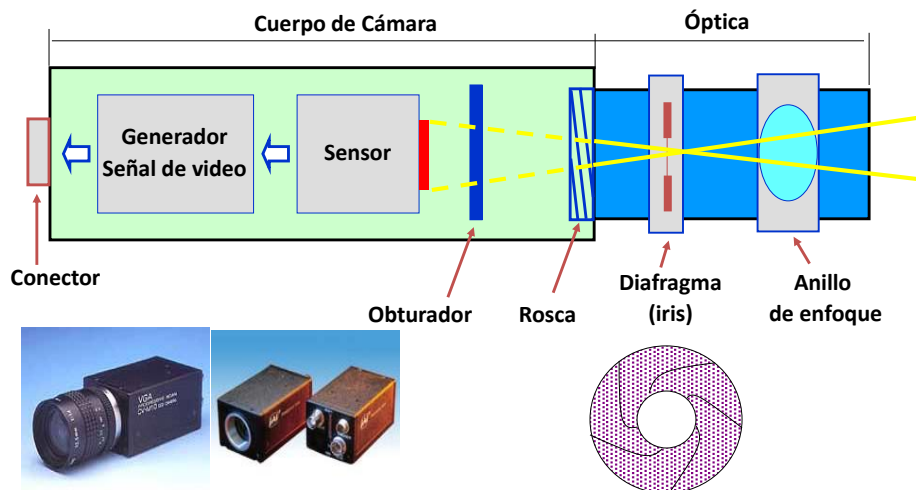 Cuerpo de Cámara
Óptica
Generador
Señal de video
Sensor
Conector
Obturador
Rosca
Diafragma
(iris)
Anillo
de enfoque
VGA